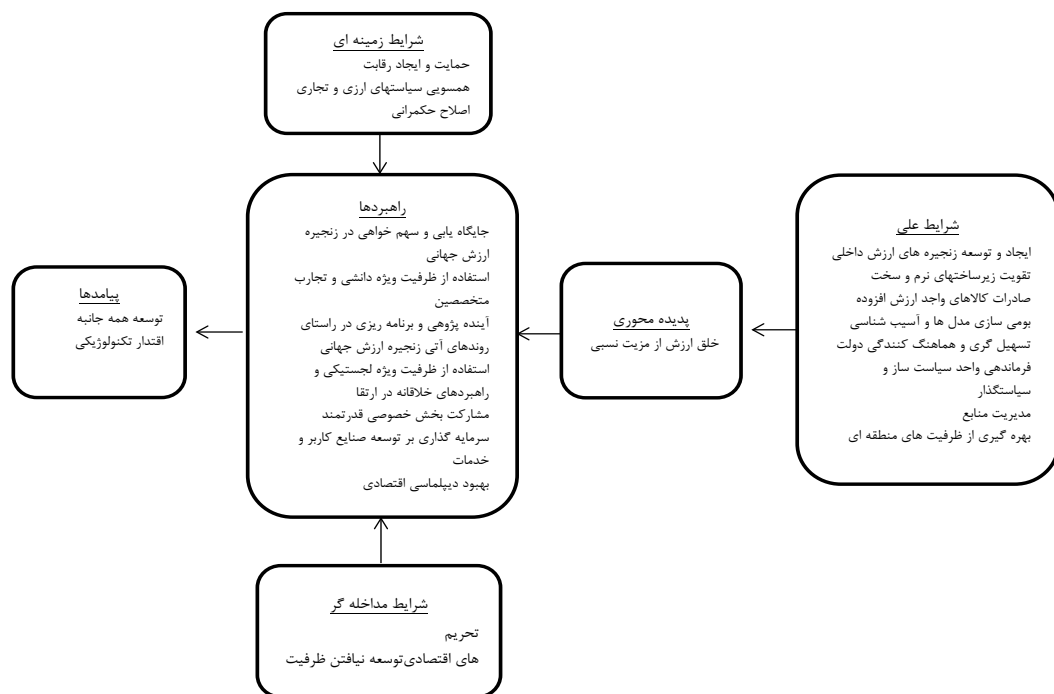 شرایط زمینه ای
حمایت و ایجاد رقابت
همسویی سیاستهای ارزی و تجاری
اصلاح حکمرانی
شرایط علی
ایجاد و توسعه زنجیره های ارزش داخلی
تقویت زیرساختهای نرم و سخت
صادرات کالاهای واجد ارزش افزوده
بومی سازی مدل ها و آسیب شناسی
تسهیل گری و هماهنگ کنندگی دولت
فرماندهی واحد سیاست ساز و
سیاستگذار
مدیریت منابع
بهره گیری از ظرفیت های منطقه ای
پدیده محوری
خلق ارزش از مزیت نسبی
راهبردها
جایگاه یابی و سهم خواهی در زنجیره
ارزش جهانی
استفاده از ظرفیت ویژه دانشی و تجارب
متخصصین
آینده پژوهی و برنامه ریزی در راستای
روندهای آتی زنجیره ارزش جهانی
استفاده از ظرفیت ویژه لجستیکی و
راهبردهای خلاقانه در ارتقا
مشارکت بخش خصوصی قدرتمند
سرمایه گذاری بر توسعه صنایع کاربر و
خدمات
بهبود دیپلماسی اقتصادی
پیامدها
توسعه همه جانبه
اقتدار تکنولوژیکی
شرایط مداخله گر
تحریم
های اقتصادی‌توسعه نیافتن ظرفیت